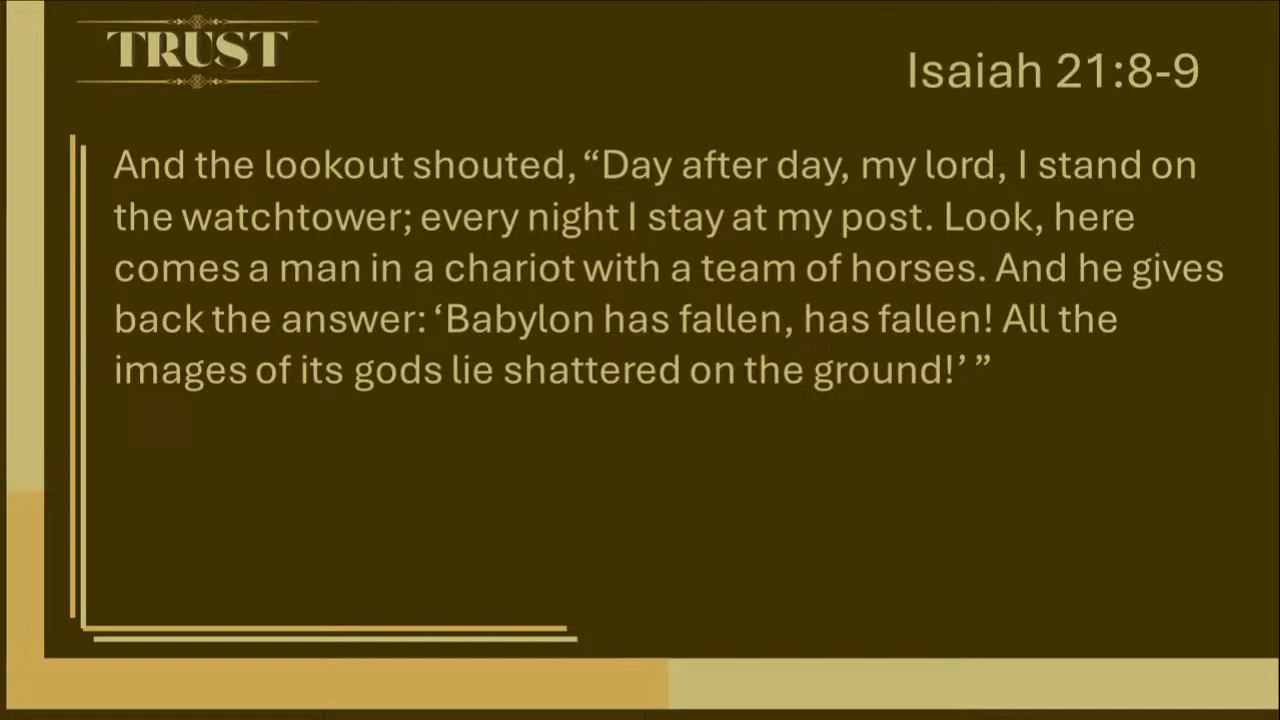 TRUST
Isaiah 21:8-9
And the lookout shouted, “Day after day, my lord, I stand on
the watchtower; every night I stay at my post. Look, here
comes a man in a chariot with a team of horses. And he gives
back the answer: ‘Babylon has fallen, has fallen! All the
images of its gods lie shattered on the ground!’ ”